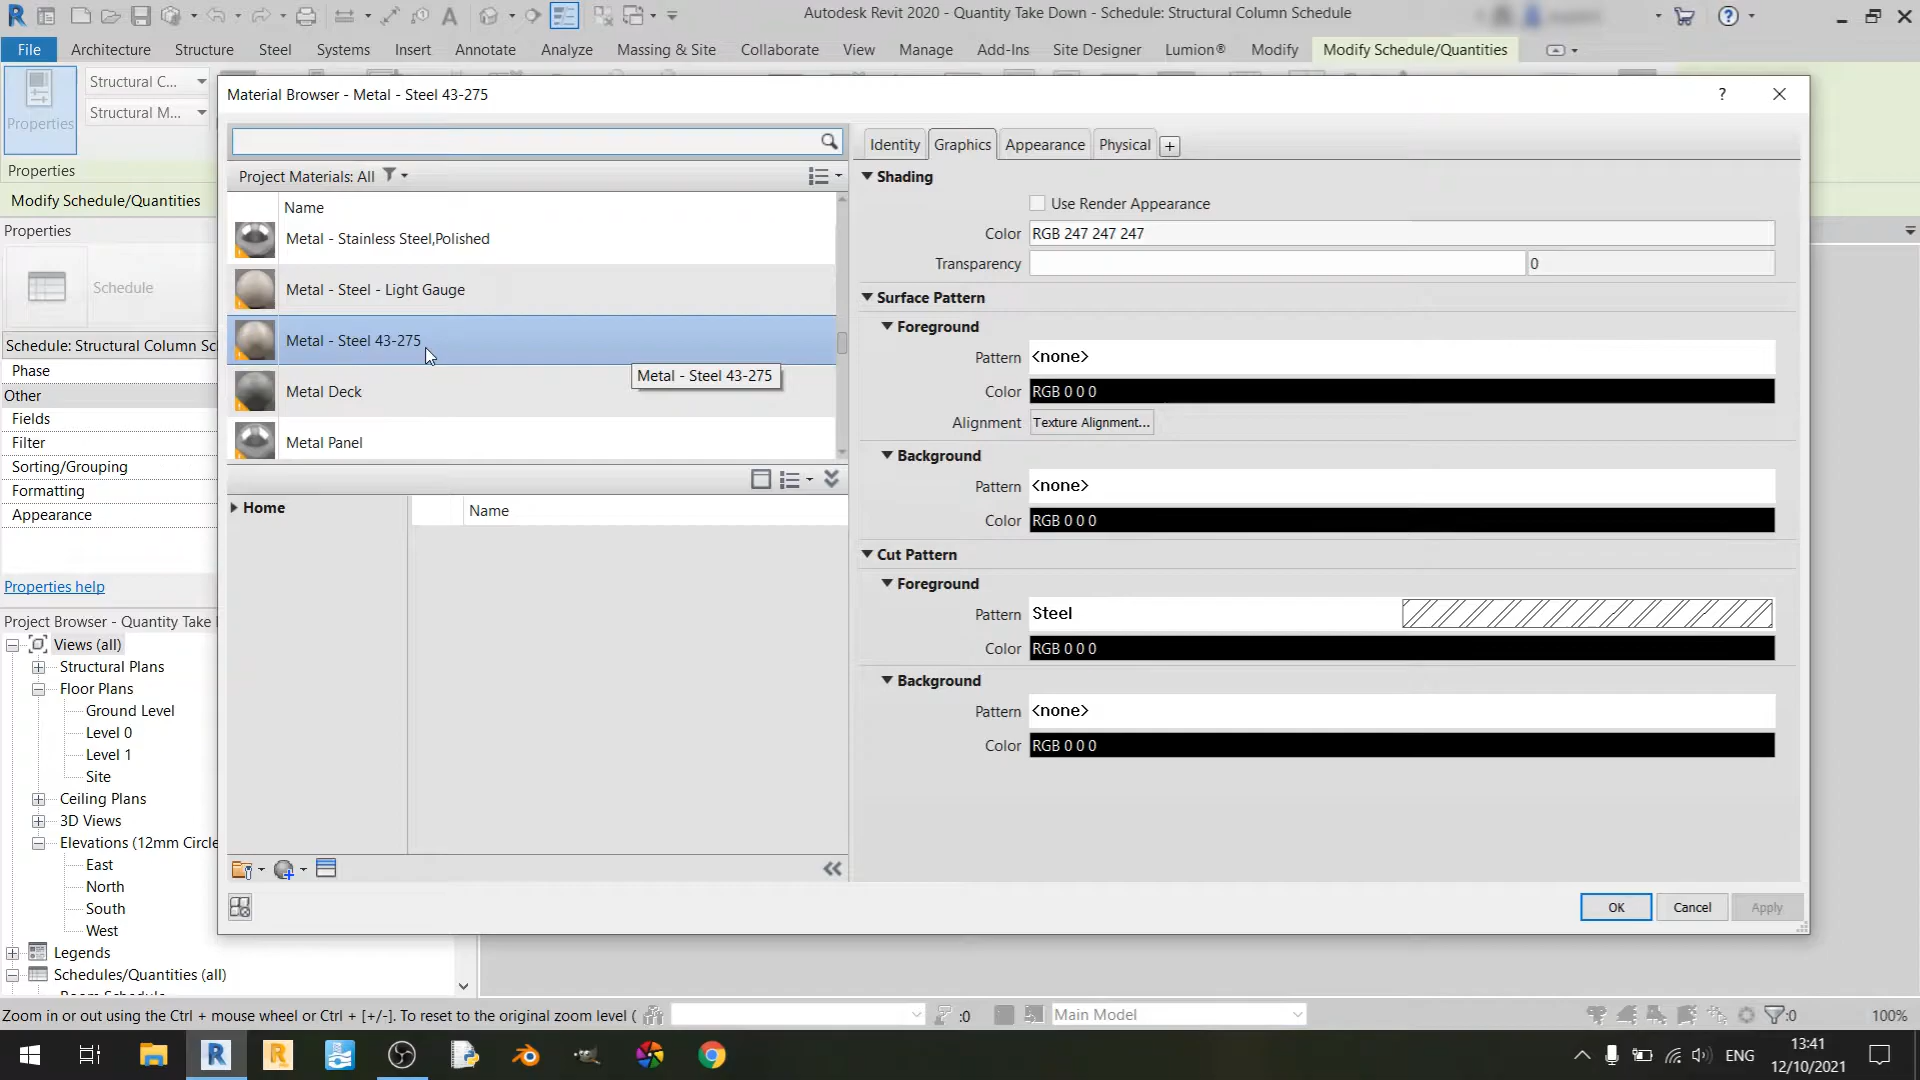 Autodesk Revit 2020 - Quantity Take Down - Schedule: Structural Column Schedule
File Architecture Structure Steel Systems Insert Annotate Analyze Massing & Site Collaborate View Manage Add-Ins Site Designer Lumion® Modify Modify Schedule/Quantities
Structural C...
Structural M...
Properties
Properties
Modify Schedule/Quantities
Properties
Schedule
Schedule: Structural Column Sc
Phase
Other
Fields
Filter
Sorting/Grouping
Formatting
Appearance
Properties help
Project Browser - Quantity Take
Views (all)
Structural Plans
Floor Plans
Ground Level
Level 0
Level 1
Site
Ceiling Plans
3D Views
Elevations (12mm Circle
East
North
South
West
Legends
Schedules/Quantities (all)
Material Browser - Metal - Steel 43-275
?
Project Materials: All
Name
Metal - Stainless Steel,Polished
Metal - Steel - Light Gauge
Metal - Steel 43-275
Metal - Steel 43-275
Metal Deck
Metal Panel
Home
Name
Identity Graphics Appearance Physical +
Shading
Use Render Appearance
Color RGB 247 247 247
Transparency 0
Surface Pattern
Foreground
Pattern <none>
Color RGB 0 0 0
Alignment Texture Alignment...
Background
Pattern <none>
Color RGB 0 0 0
Cut Pattern
Foreground
Pattern Steel
Color RGB 0 0 0
Background
Pattern <none>
Color RGB 0 0 0
OK Cancel Apply
Zoom in or out using the Ctrl + mouse wheel or Ctrl + [+/-]. To reset to the original zoom level (
:0
Main Model
:0
100%
ENG
13:41
12/10/2021